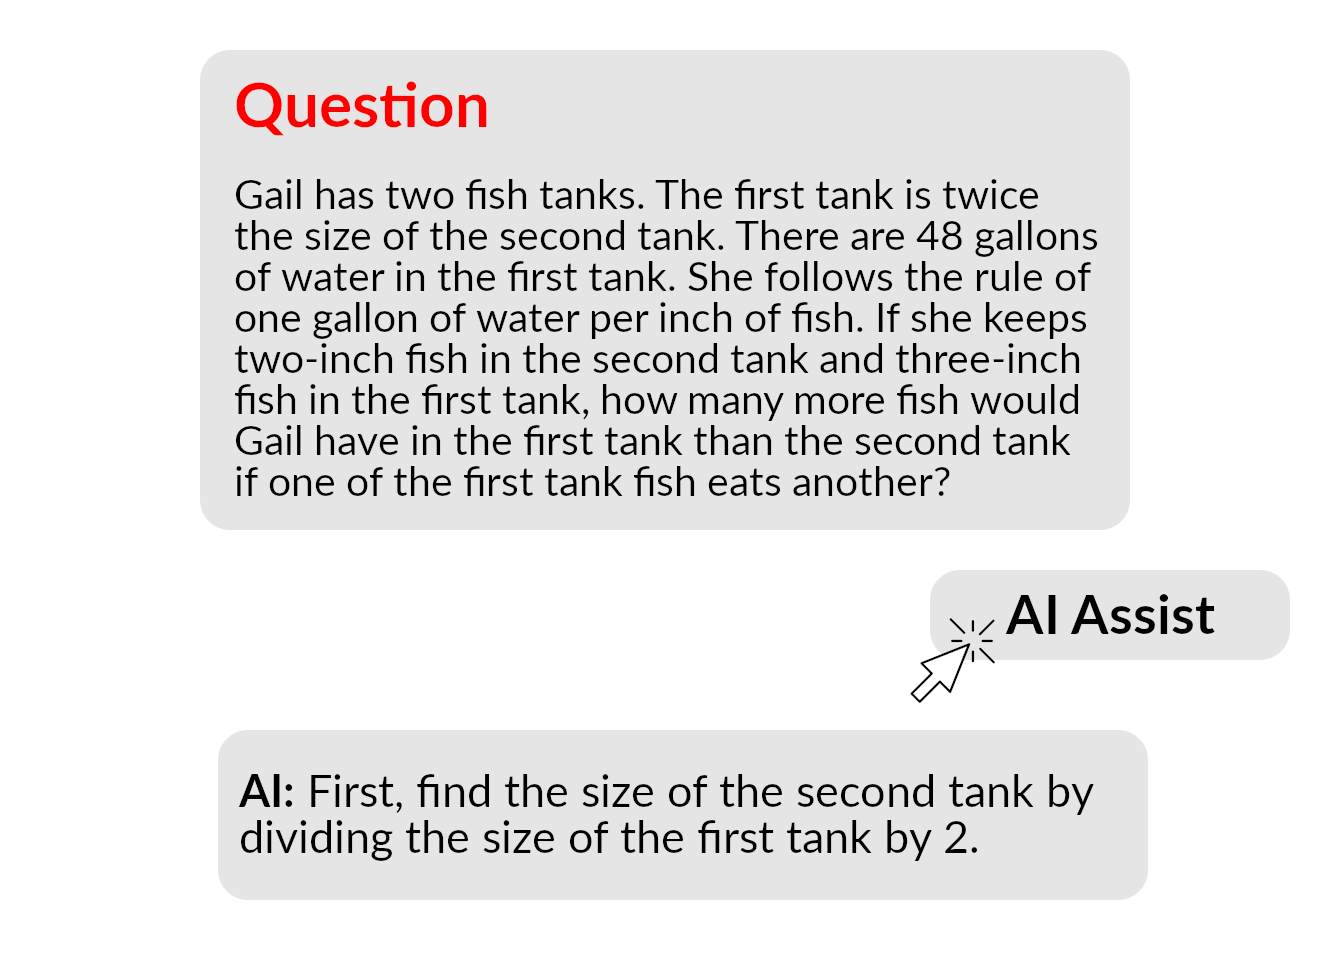 Question
Gail has two fish tanks. The first tank is twice
the size of the second tank. There are 48 gallons
of water in the first tank. She follows the rule of
one gallon of water per inch of fish. If she keeps
two-inch fish in the second tank and three-inch
fish in the first tank, how many more fish would
Gail have in the first tank than the second tank
if one of the first tank fish eats another?
AI Assist
AI: First, find the size of the second tank by
dividing the size of the first tank by 2.